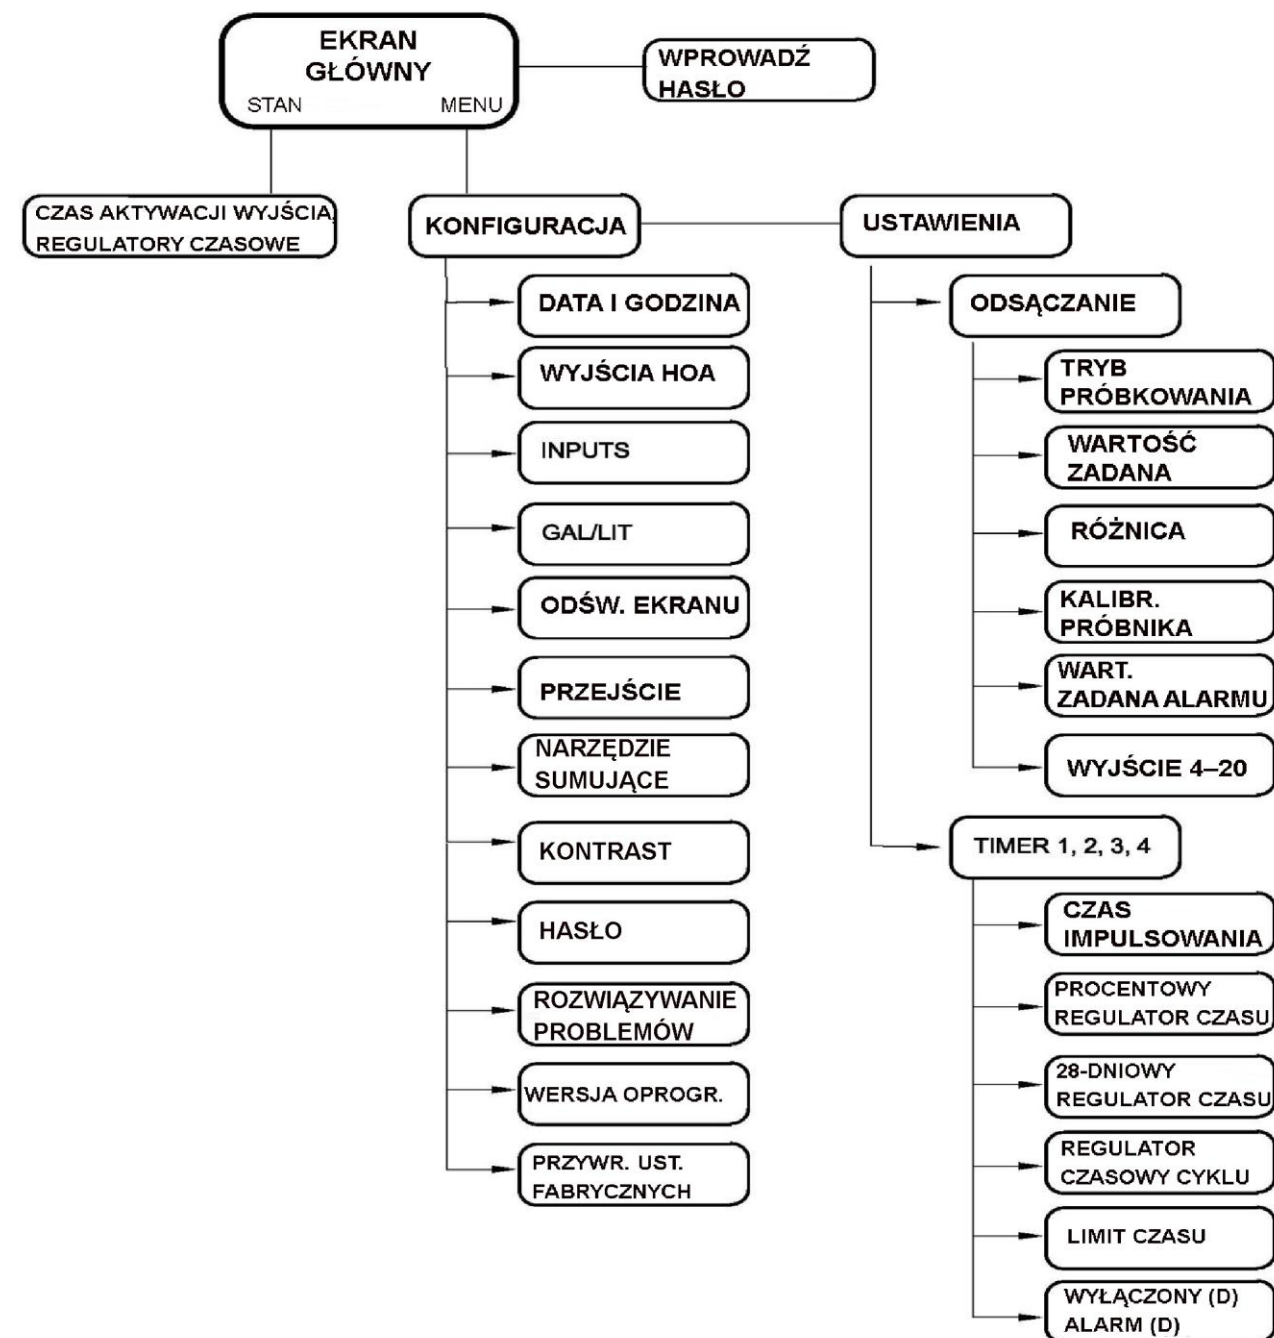 EKRAN
GŁÓWNY
STAN
MENU
WPROWADŹ
HASŁO
CZAS AKTYWACJI WYJŚCIA,
REGULATORY CZASOWE
KONFIGURACJA
USTAWIENIA
DATA I GODZINA
WYJŚCIA HOA
INPUTS
GAL/LIT
ODŚW. EKRANU
PRZEJŚCIE
NARZĘDZIE
SUMUJĄCE
KONTRAST
HASŁO
ROZWIĄZYWANIE
PROBLEMÓW
WERSJA OPROGR.
PRZYWR. UST.
FABRYCZNYCH
ODSĄCZANIE
TRYB
PRÓBKOWANIA
WARTOŚĆ
ZADANA
RÓŻNICA
KALIBR.
PRÓBNIKA
WART.
ZADANA ALARMU
WYJŚCIE 4–20
TIMER 1, 2, 3, 4
CZAS
IMPULSOWANIA
PROCENTOWY
REGULATOR CZASU
28-DNIOWY
REGULATOR CZASU
REGULATOR
CZASOWY CYKLU
LIMIT CZASU
WYŁĄCZONY (D)
ALARM (D)